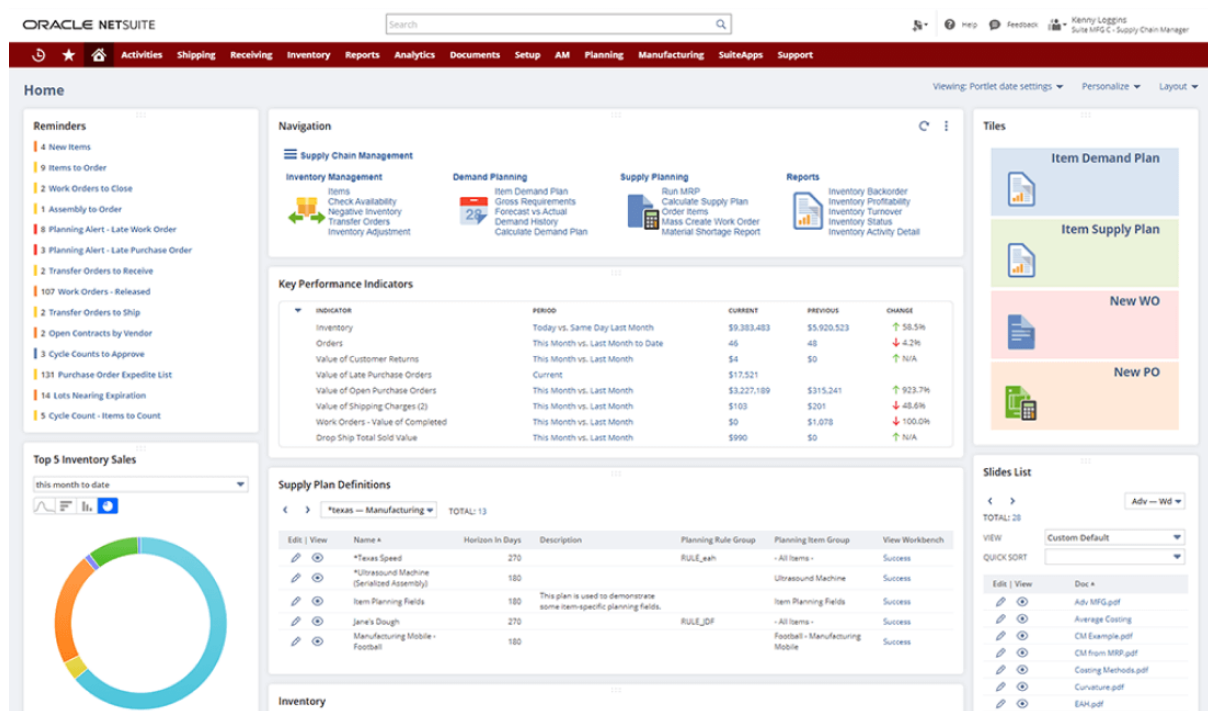 ORACLE NETSUITE
Search
Help
Feedback
Kenny Loggins
Suite MFG C - Supply Chain Manager
Activities Shipping Receiving Inventory Reports Analytics Documents Setup AM Planning Manufacturing SuiteApps Support
Home
Viewing: Portlet date settings
Personalize
Layout
Reminders
4 New Items
9 Items to Order
2 Work Orders to Close
1 Assembly to Order
8 Planning Alert - Late Work Order
3 Planning Alert - Late Purchase Order
2 Transfer Orders to Receive
107 Work Orders - Released
2 Transfer Orders to Ship
2 Open Contracts by Vendor
3 Cycle Counts to Approve
131 Purchase Order Expedite List
14 Lots Nearing Expiration
5 Cycle Count - Items to Count
Top 5 Inventory Sales
this month to date
Navigation
Supply Chain Management
Inventory Management
Items
Check Availability
Negative Inventory
Transfer Orders
Inventory Adjustment
Demand Planning
28
Item Demand Plan
Gross Requirements
Forecast vs Actual
Demand History
Calculate Demand Plan
Supply Planning
Run MRP
Calculate Supply Plan
Order Items
Mass Create Work Order
Material Shortage Report
Reports
Inventory Backorder
Inventory Profitability
Inventory Turnover
Inventory Status
Inventory Activity Detail
Key Performance Indicators
INDICATOR PERIOD CURRENT PREVIOUS CHANGE
Inventory Today vs. Same Day Last Month $9,383,483 $5,920,523 58.5%
Orders This Month vs. Last Month to Date 46 48 4.2%
Value of Customer Returns This Month vs. Last Month $4 $0 N/A
Value of Late Purchase Orders Current $17,521
Value of Open Purchase Orders This Month vs. Last Month $3,227,189 $315,241 923.7%
Value of Shipping Charges (2) This Month vs. Last Month $103 $201 48.6%
Work Orders - Value of Completed This Month vs. Last Month $0 $1,078 100.0%
Drop Ship Total Sold Value This Month vs. Last Month $990 $0 N/A
Supply Plan Definitions
*texas — Manufacturing
TOTAL: 13
Edit | View Name Horizon In Days Description Planning Rule Group Planning Item Group View Workbench
*Texas Speed 270 RULE_eah - All Items - Success
*Ultrasound Machine
(Serialized Assembly) 180 Ultrasound Machine Success
Item Planning Fields 180 This plan is used to demonstrate
some item-specific planning fields. Item Planning Fields Success
Jane's Dough 270 RULE_JDF - All Items - Success
Manufacturing Mobile -
Football 180 Football - Manufacturing
Mobile Success
Inventory
Tiles
Item Demand Plan
Item Supply Plan
New WO
New PO
Slides List
Adv — Wd
TOTAL: 28
VIEW Custom Default
QUICK SORT
Edit | View Doc
Adv MFG.pdf
Average Costing
CM Example.pdf
CM from MRP.pdf
Costing Methods.pdf
Curvature.pdf
EAH.pdf